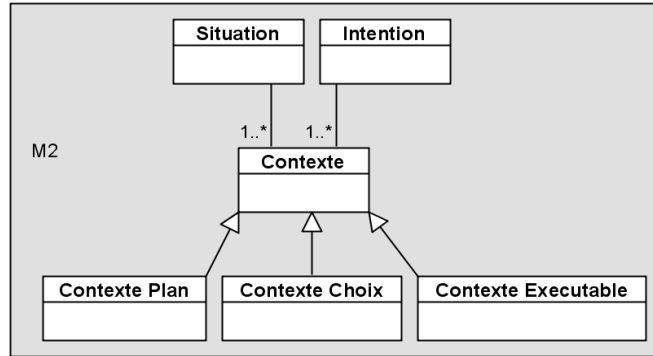 Situation
Intention
1..*
1..*
M2
Contexte
Contexte Plan
Contexte Choix
Contexte Executable